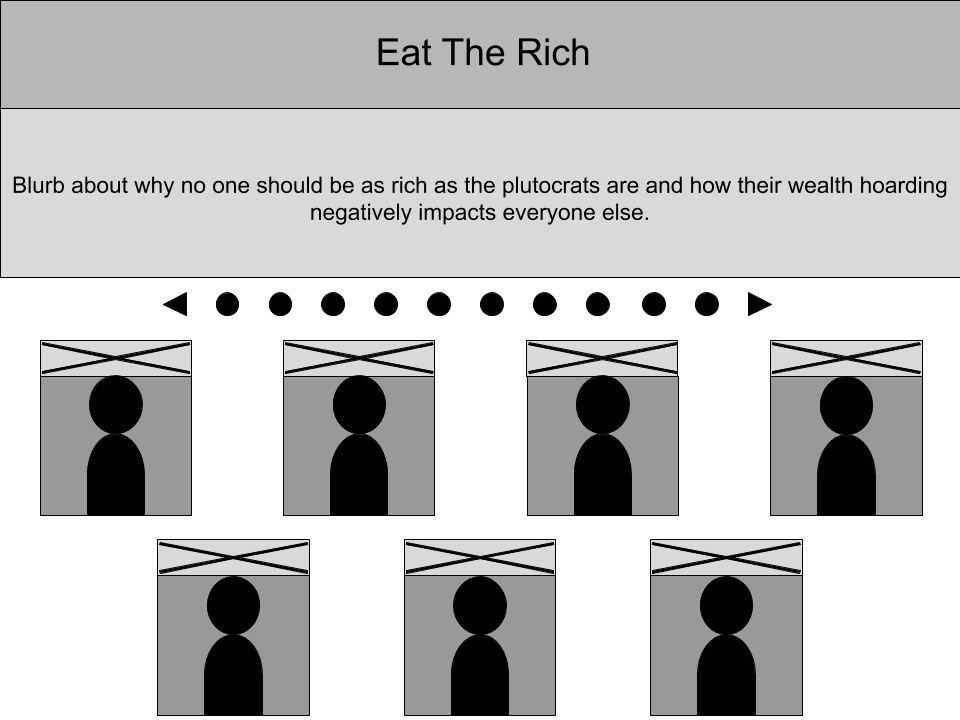 Eat The Rich
Blurb about why no one should be as rich as the plutocrats are and how their wealth hoarding
negatively impacts everyone else.